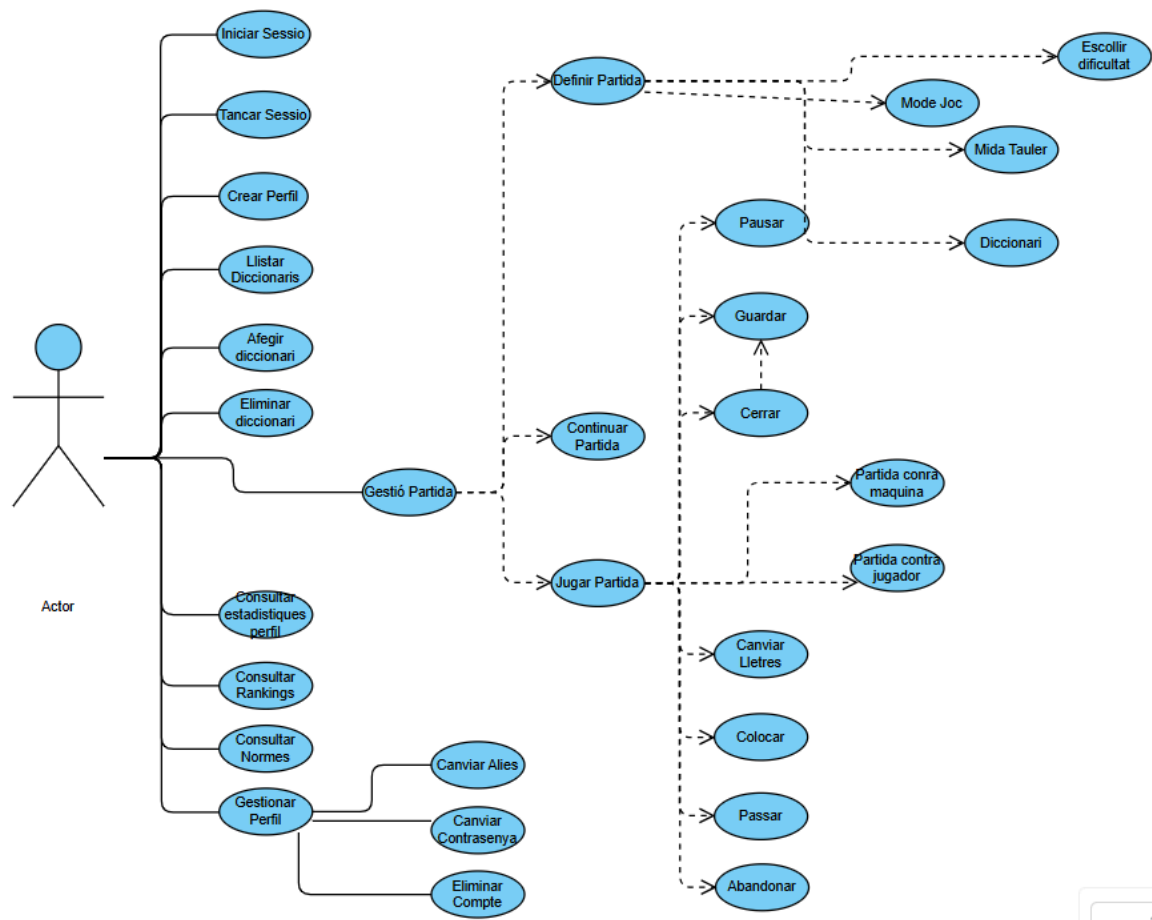 Iniciar Sessio
Tancar Sessio
Crear Perfil
Llistar
Diccionaris
Afegir
diccionari
Eliminar
diccionari
Gestió Partida
Actor
Consultar
estadistiques
perfil
Consultar
Rankings
Consultar
Normes
Gestionar
Perfil
Canviar Alies
Canviar
Contrasenya
Eliminar
Compte
Definir Partida
Continuar
Partida
Jugar Partida
Escollir
dificultat
Mode Joc
Mida Tauler
Diccionari
Pausar
Guardar
Cerrar
Partida conra
maquina
Partida contra
jugador
Canviar
Lletres
Colocar
Passar
Abandonar